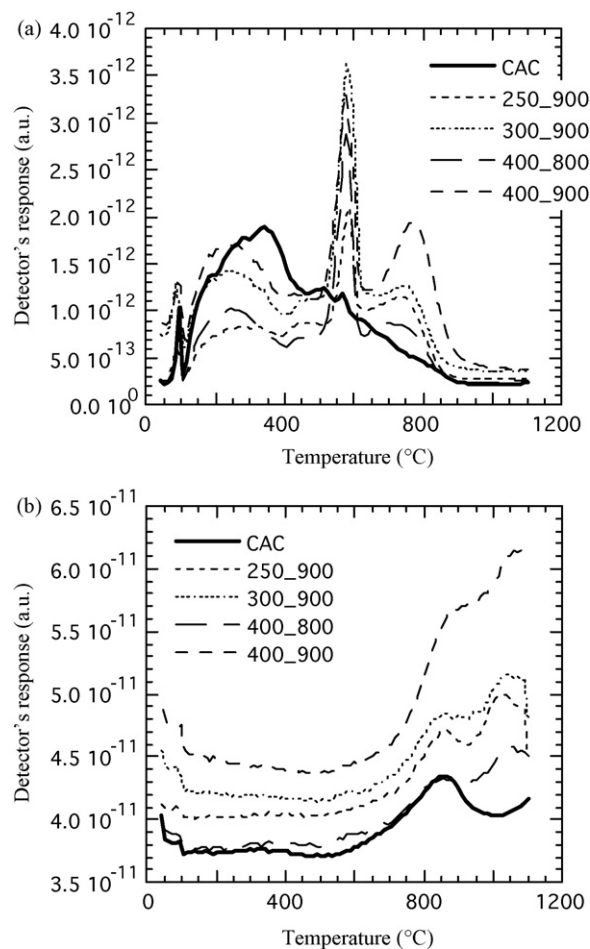 (a)
4.0 10-12
3.5 10-12
3.0 10-12
2.5 10-12
2.0 10-12
1.5 10-12
1.0 10-12
5.0 10-13
0.0 100
Detector's response (a.u.)
CAC
250_900
300_900
400_800
400_900
0 400 800 1200
Temperature (°C)
(b)
6.5 10-11
6.0 10-11
5.5 10-11
5.0 10-11
4.5 10-11
4.0 10-11
3.5 10-11
Detector's response (a.u.)
CAC
250_900
300_900
400_800
400_900
0 400 800 1200
Temperature (°C)